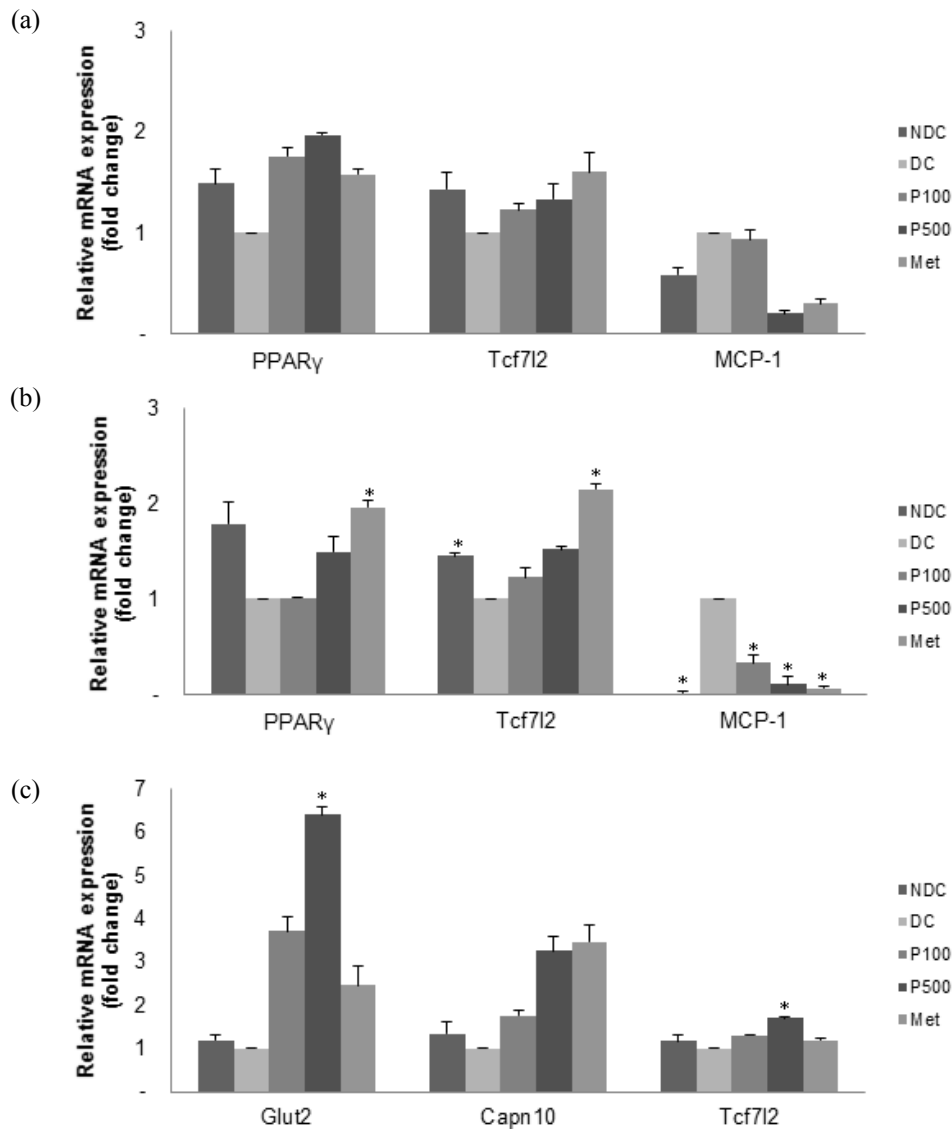 (a)
Relative mRNA expression
(fold change)
3
2
1
-
PPARγ Tcf7l2 MCP-1
NDC
DC
P100
P500
Met
(b)
Relative mRNA expression
(fold change)
3
2
1
-
* * * * * * *
PPARγ Tcf7l2 MCP-1
NDC
DC
P100
P500
Met
(c)
Relative mRNA expression
(fold change)
7
6
5
4
3
2
1
-
* *
Glut2 Capn10 Tcf7l2
NDC
DC
P100
P500
Met